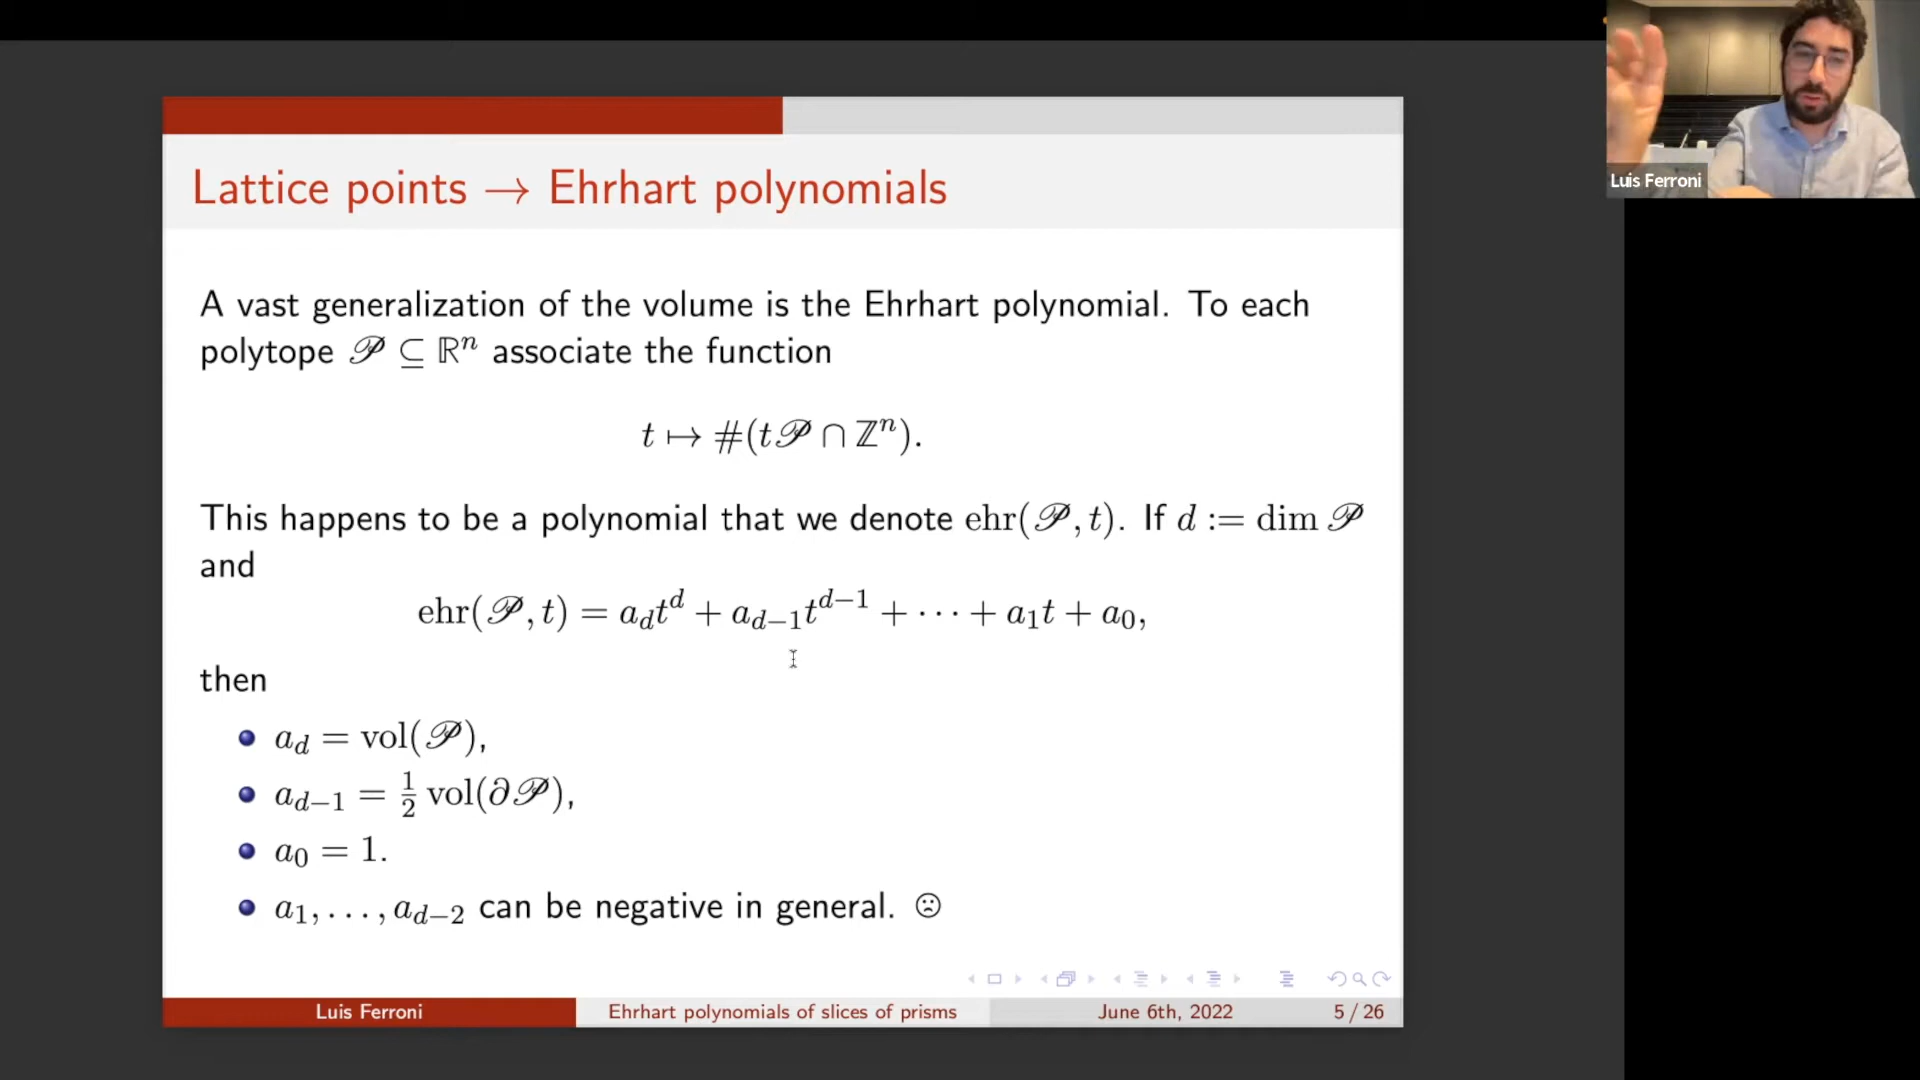 Luis Ferroni
Lattice points → Ehrhart polynomials
A vast generalization of the volume is the Ehrhart polynomial. To each
polytope 𝒫 ⊆ ℝⁿ associate the function
t ↦ #(t𝒫 ∩ ℤⁿ).
This happens to be a polynomial that we denote ehr(𝒫, t). If d := dim 𝒫
and
ehr(𝒫, t) = a_d t^d + a_{d−1} t^{d−1} + ⋯ + a_1 t + a_0,
then
• a_d = vol(𝒫),
• a_{d−1} = ½ vol(∂𝒫),
• a_0 = 1.
• a_1, . . . , a_{d−2} can be negative in general. ☹
Luis Ferroni
Ehrhart polynomials of slices of prisms
June 6th, 2022
5 / 26